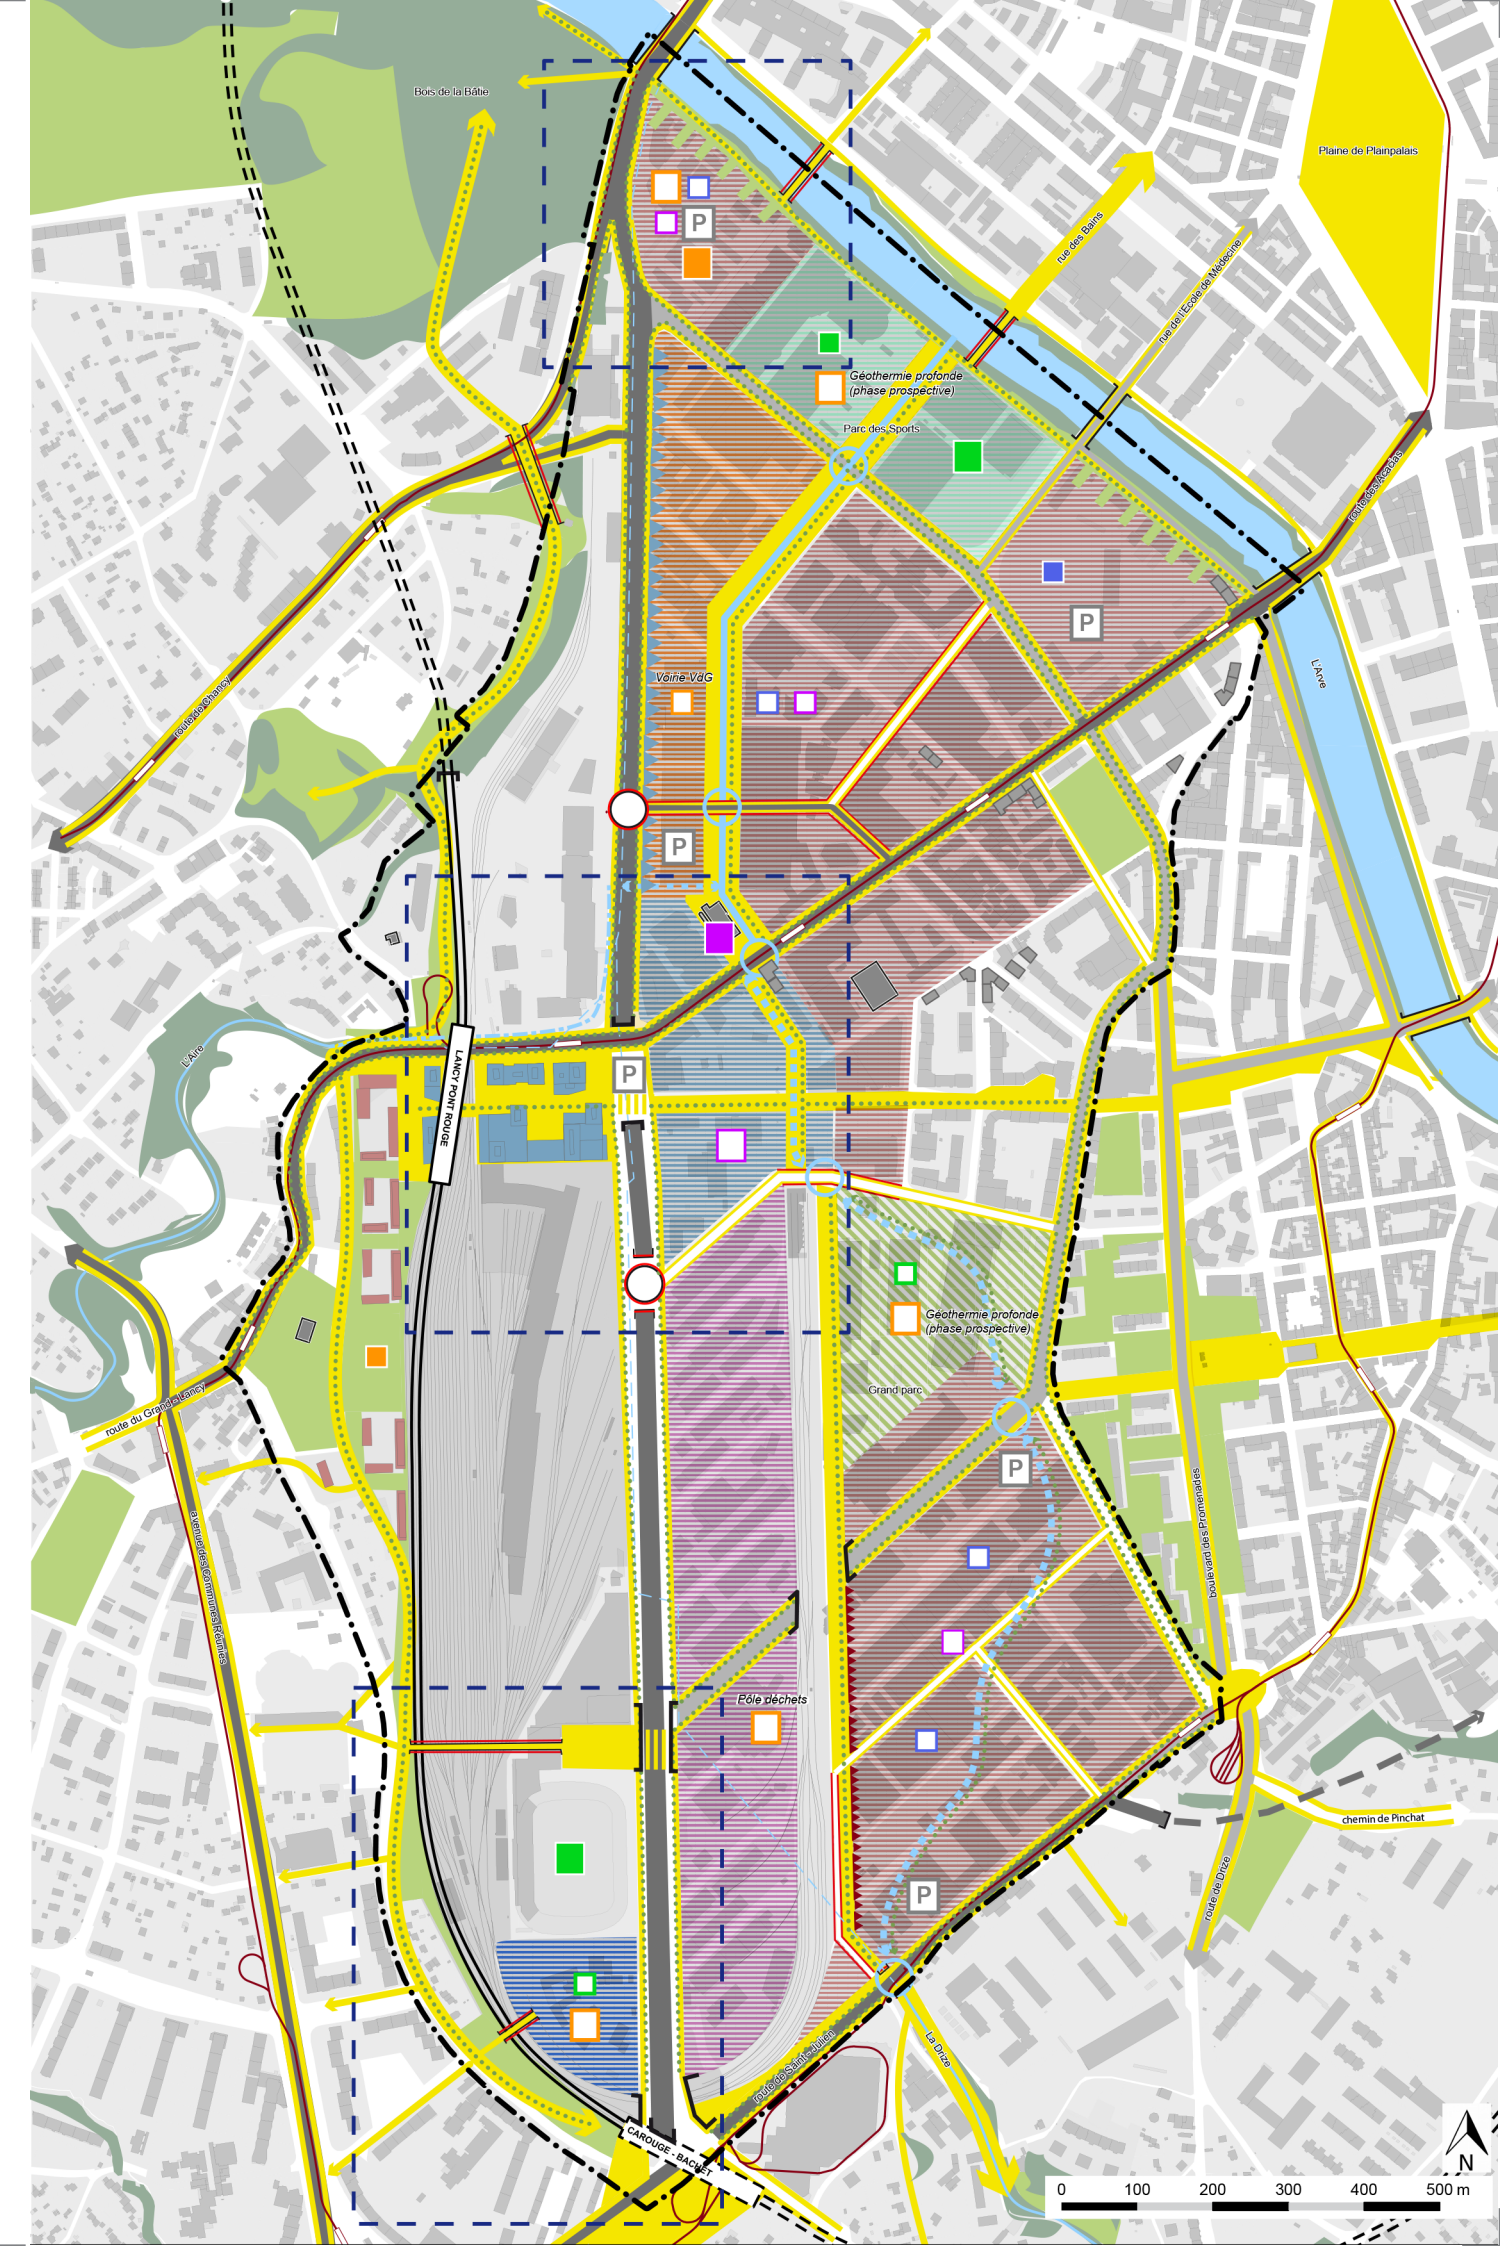 Bois de la Bâtie
Plaine de Plainpalais
P
rue des Bains
rue de l'Ecole de Médecine
Géothermie profonde
(phase prospective)
Parc des Sports
route des Acacias
P
L'Arve
Voirie VdG
route de Chancy
P
L'Aire
LANCY PONT ROUGE
P
Géothermie profonde
(phase prospective)
Grand parc
route du Grand - Lancy
P
boulevard des Promenades
avenue des Communes Réunies
Pôle déchets
chemin de Pinchat
P
route de Drize
La Drize
route de Saint - Julien
CAROUGE - BACHET
N
0 100 200 300 400 500 m